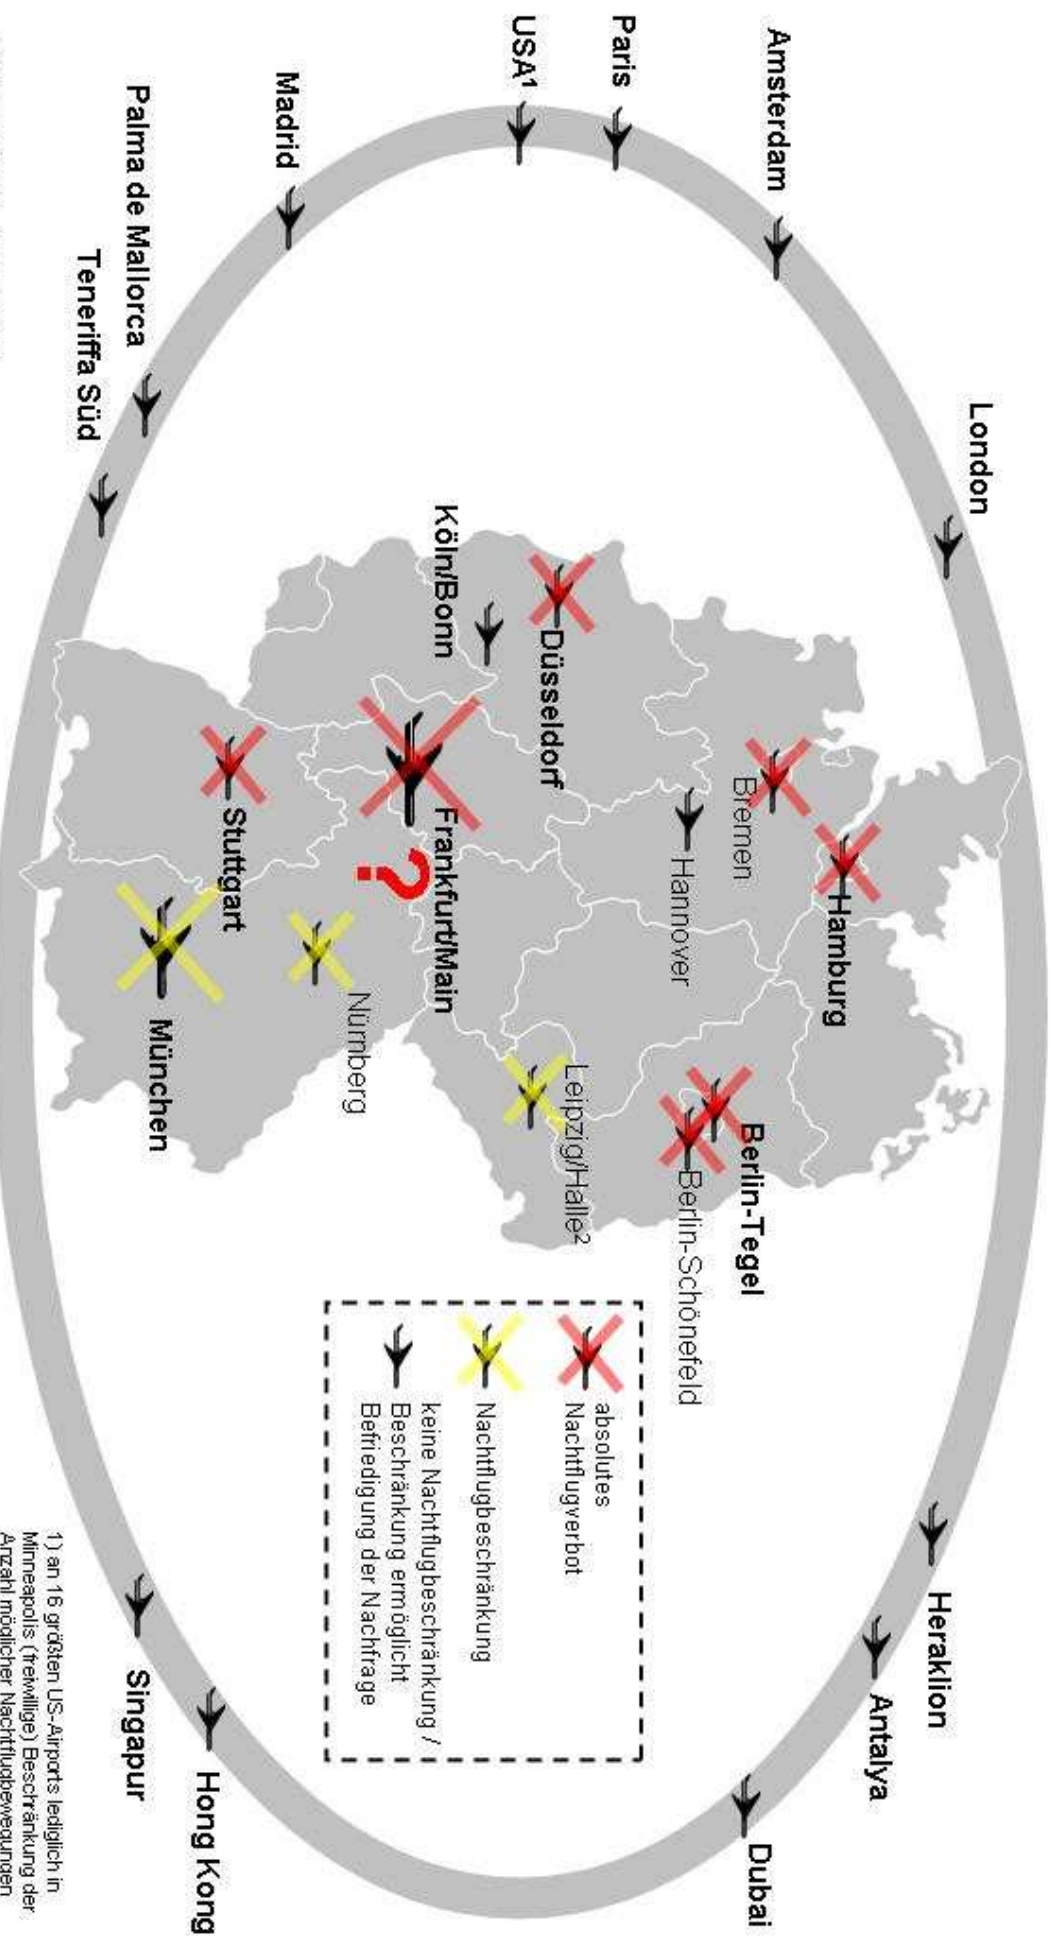 Amsterdam
London
Paris
USA¹
Madrid
Palma de Mallorca
Teneriffa Süd
Hamburg
Bremen
Hannover
Berlin-Tegel
Berlin-Schönefeld
Düsseldorf
Köln/Bonn
Leipzig/Halle²
Frankfurt/Main
?
Nürnberg
Stuttgart
München
Heraklion
Antalya
Dubai
Hong Kong
Singapur
absolutes
Nachtflugverbot
Nachtflugbeschränkung
keine Nachtflugbeschränkung /
Beschränkung ermöglicht
Befriedigung der Nachfrage
1) an 16 größten US-Airports lediglich in
Minneapolis (freiwillige) Beschränkung der
Anzahl möglicher Nachtflugbewegungen